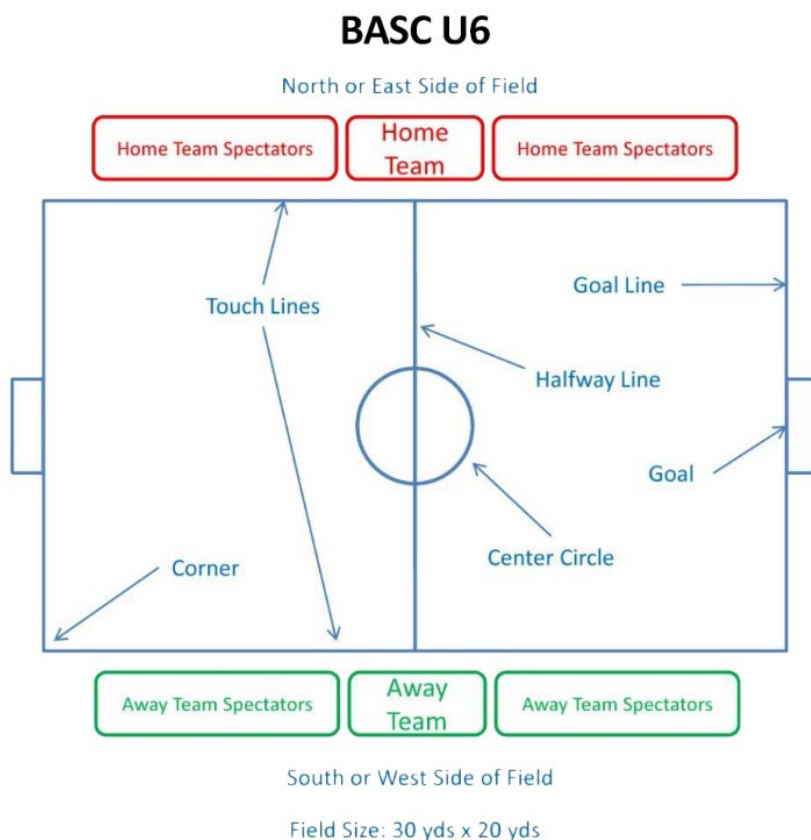 BASC U6
North or East Side of Field
Home Team Spectators
Home
Team
Home Team Spectators
Goal Line
Touch Lines
Halfway Line
Goal
Center Circle
Corner
Away Team Spectators
Away
Team
Away Team Spectators
South or West Side of Field
Field Size: 30 yds x 20 yds